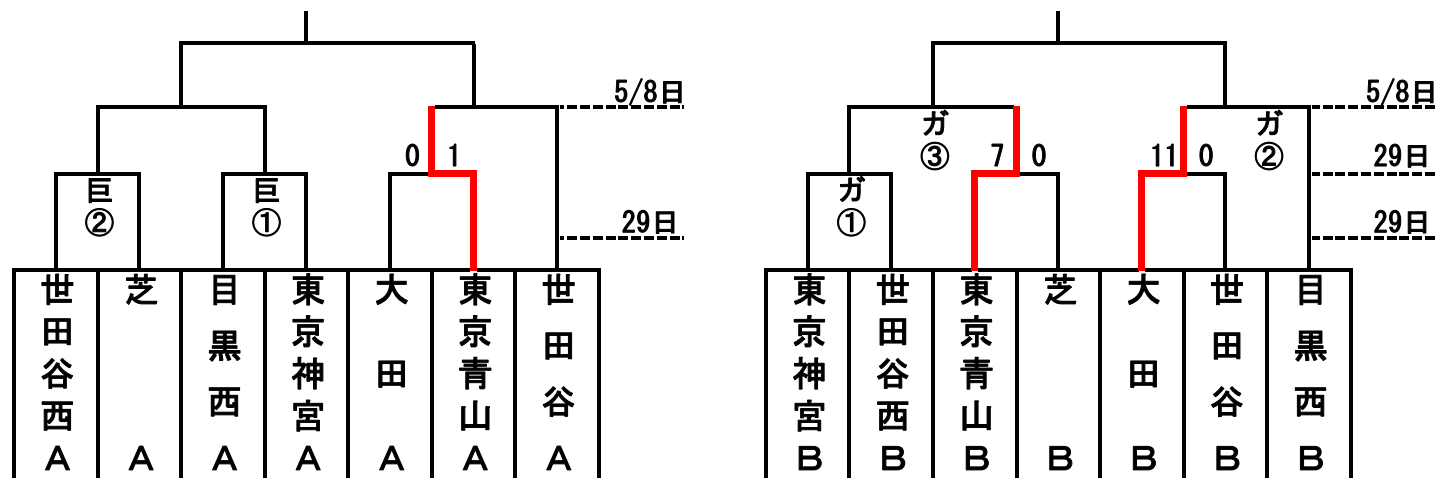 5/8日
0 1
巨② 巨①
29日
世田谷西A
芝A
目黒西A
東京神宮A
大田A
東京青山A
世田谷A
5/8日
ガ③ ガ②
7 0 11 0
29日
ガ①
29日
東京神宮B
世田谷西B
東京青山B
芝B
大田B
世田谷B
目黒西B